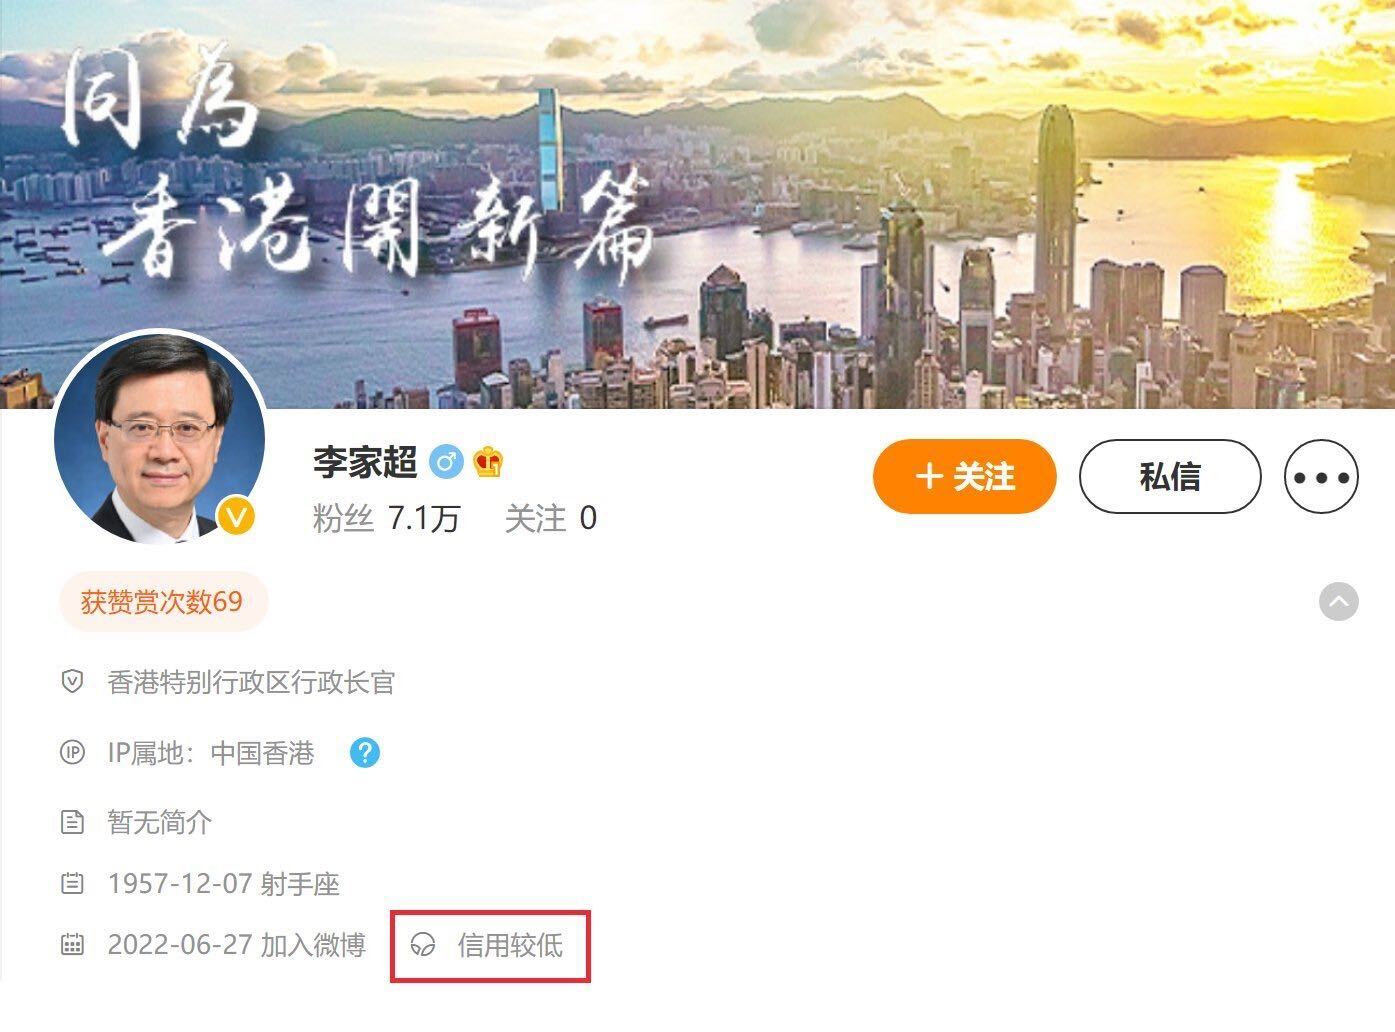 同為
香港開新篇
李家超
粉丝 7.1万 关注 0
+ 关注
私信
获赞赏次数69
香港特别行政区行政长官
IP IP属地：中国香港 ?
暂无简介
1957-12-07 射手座
2022-06-27 加入微博 信用较低